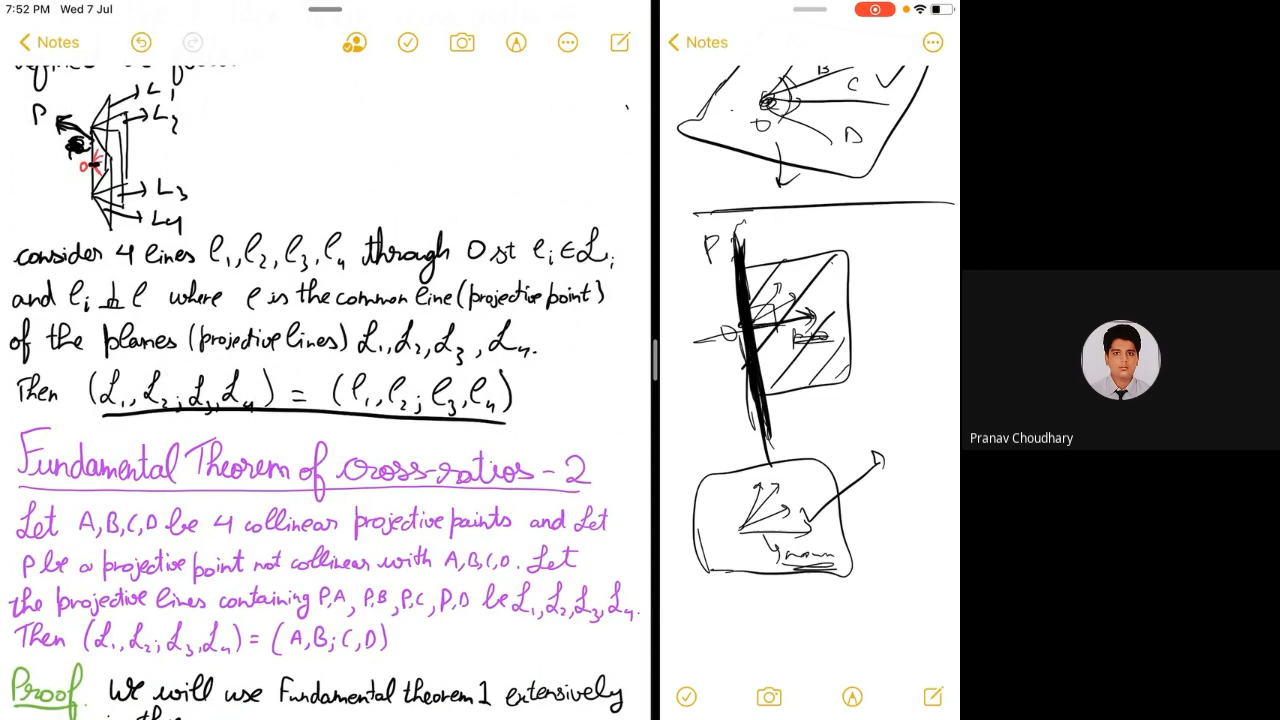 7:52 PM Wed 7 Jul
Notes
P
L1
L2
O
L3
L4
consider 4 lines l1, l2, l3, l4 through O st li ∈ Li
and li ⊥ l where l is the common line (projective point)
of the planes (projective lines) L1, L2, L3, L4.
Then (L1, L2; L3, L4) = (l1, l2; l3, l4)
Fundamental Theorem of cross-ratios - 2
Let A, B, C, D be 4 collinear projective points and Let
P be a projective point not collinear with A, B, C, D. Let
the projective lines containing P,A, P,B, P,C, P,D be L1, L2, L3, L4.
Then (L1, L2; L3, L4) = (A, B; C, D)
Proof. We will use Fundamental theorem 1 extensively
Notes
B
C
O
D
P
O
D
Pranav Choudhary